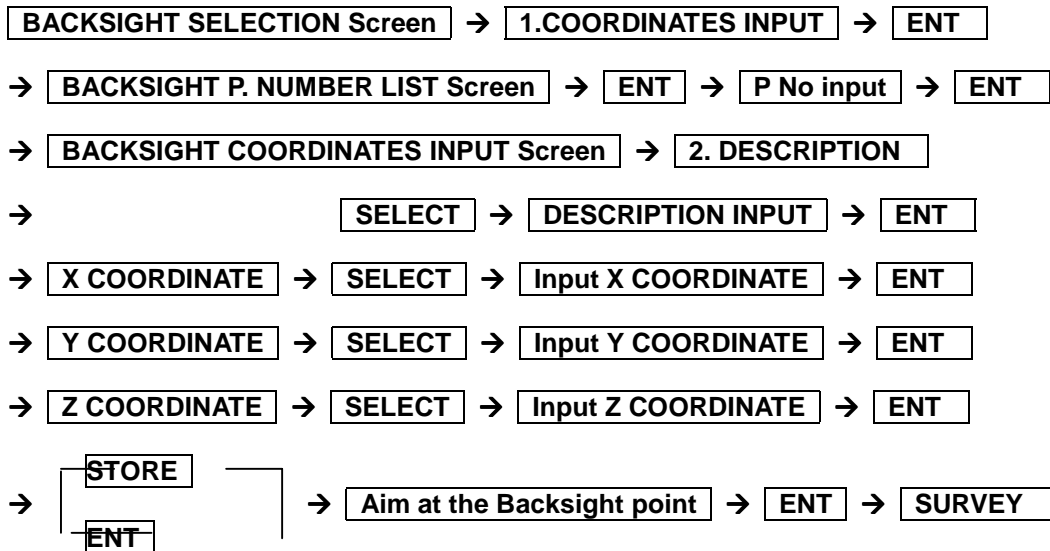 BACKSIGHT SELECTION Screen → 1.COORDINATES INPUT → ENT
→ BACKSIGHT P. NUMBER LIST Screen → ENT → P No input → ENT
→ BACKSIGHT COORDINATES INPUT Screen → 2. DESCRIPTION
→ SELECT → DESCRIPTION INPUT → ENT
→ X COORDINATE → SELECT → Input X COORDINATE → ENT
→ Y COORDINATE → SELECT → Input Y COORDINATE → ENT
→ Z COORDINATE → SELECT → Input Z COORDINATE → ENT
STORE
→ → Aim at the Backsight point → ENT → SURVEY
ENT